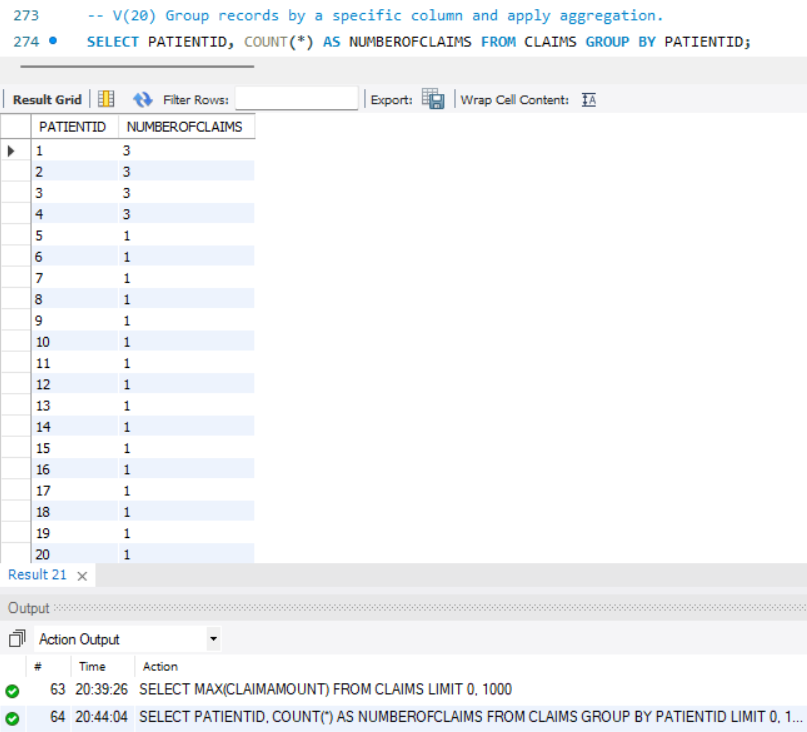 273 -- V(20) Group records by a specific column and apply aggregation.
274 SELECT PATIENTID, COUNT(*) AS NUMBEROFCLAIMS FROM CLAIMS GROUP BY PATIENTID;
Result Grid Filter Rows: Export: Wrap Cell Content: IA
PATIENTID NUMBEROFCLAIMS
1 3
2 3
3 3
4 3
5 1
6 1
7 1
8 1
9 1
10 1
11 1
12 1
13 1
14 1
15 1
16 1
17 1
18 1
19 1
20 1
Result 21
Output
Action Output
# Time Action
63 20:39:26 SELECT MAX(CLAIMAMOUNT) FROM CLAIMS LIMIT 0, 1000
64 20:44:04 SELECT PATIENTID, COUNT(*) AS NUMBEROFCLAIMS FROM CLAIMS GROUP BY PATIENTID LIMIT 0, 1...